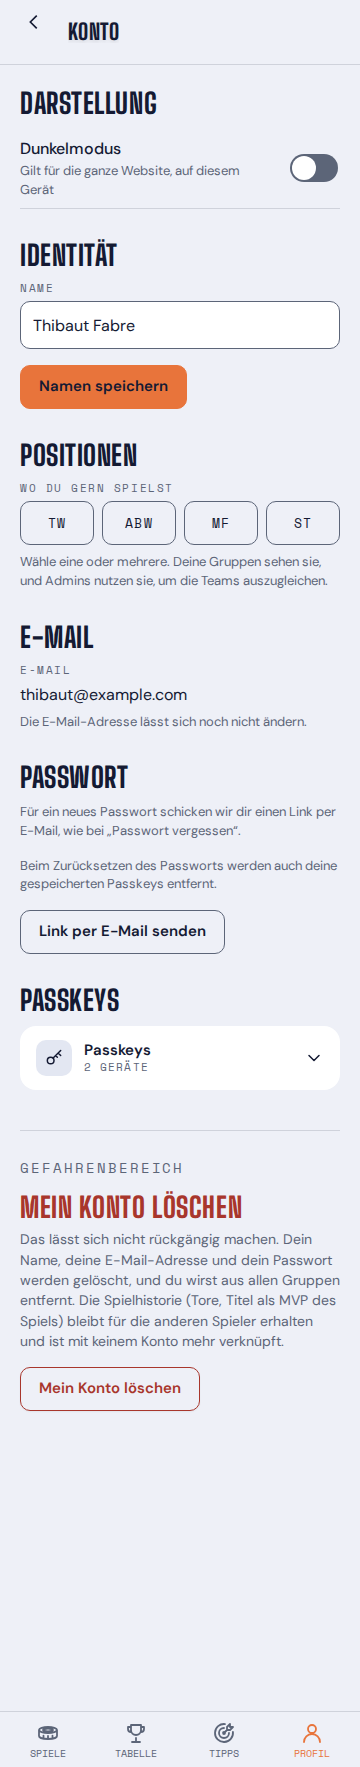 KONTO
DARSTELLUNG
Dunkelmodus
Gilt für die ganze Website, auf diesem
Gerät
IDENTITÄT
NAME
Thibaut Fabre
Namen speichern
POSITIONEN
WO DU GERN SPIELST
TW ABW MF ST
Wähle eine oder mehrere. Deine Gruppen sehen sie,
und Admins nutzen sie, um die Teams auszugleichen.
E-MAIL
E-MAIL
thibaut@example.com
Die E-Mail-Adresse lässt sich noch nicht ändern.
PASSWORT
Für ein neues Passwort schicken wir dir einen Link per
E-Mail, wie bei „Passwort vergessen“.
Beim Zurücksetzen des Passworts werden auch deine
gespeicherten Passkeys entfernt.
Link per E-Mail senden
PASSKEYS
Passkeys
2 GERÄTE
GEFAHRENBEREICH
MEIN KONTO LÖSCHEN
Das lässt sich nicht rückgängig machen. Dein
Name, deine E-Mail-Adresse und dein Passwort
werden gelöscht, und du wirst aus allen Gruppen
entfernt. Die Spielhistorie (Tore, Titel als MVP des
Spiels) bleibt für die anderen Spieler erhalten
und ist mit keinem Konto mehr verknüpft.
Mein Konto löschen
SPIELE TABELLE TIPPS PROFIL